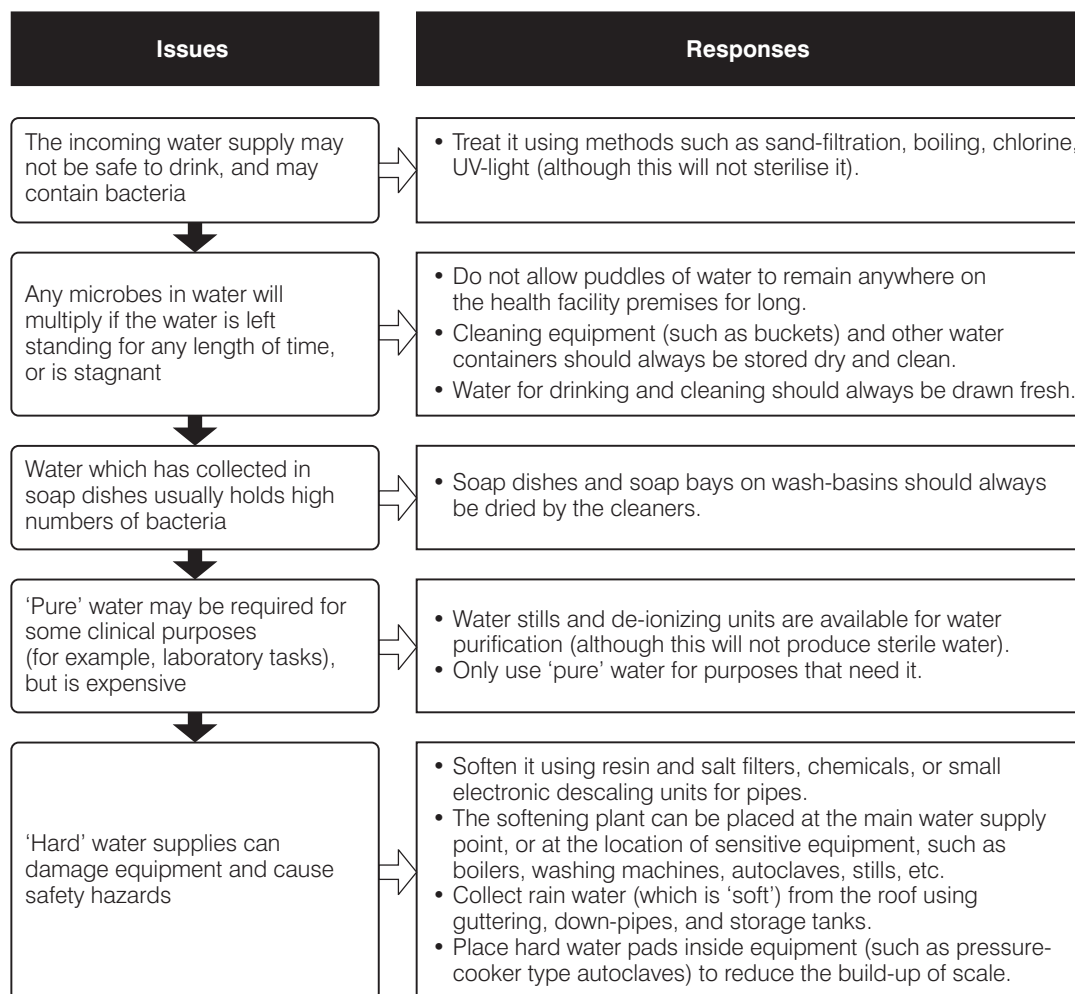 Issues
Responses
The incoming water supply may
not be safe to drink, and may
contain bacteria
• Treat it using methods such as sand-filtration, boiling, chlorine,
UV-light (although this will not sterilise it).
Any microbes in water will
multiply if the water is left
standing for any length of time,
or is stagnant
• Do not allow puddles of water to remain anywhere on
the health facility premises for long.
• Cleaning equipment (such as buckets) and other water
containers should always be stored dry and clean.
• Water for drinking and cleaning should always be drawn fresh.
Water which has collected in
soap dishes usually holds high
numbers of bacteria
• Soap dishes and soap bays on wash-basins should always
be dried by the cleaners.
‘Pure’ water may be required for
some clinical purposes
(for example, laboratory tasks),
but is expensive
• Water stills and de-ionizing units are available for water
purification (although this will not produce sterile water).
• Only use ‘pure’ water for purposes that need it.
‘Hard’ water supplies can
damage equipment and cause
safety hazards
• Soften it using resin and salt filters, chemicals, or small
electronic descaling units for pipes.
• The softening plant can be placed at the main water supply
point, or at the location of sensitive equipment, such as
boilers, washing machines, autoclaves, stills, etc.
• Collect rain water (which is ‘soft’) from the roof using
guttering, down-pipes, and storage tanks.
• Place hard water pads inside equipment (such as pressure-
cooker type autoclaves) to reduce the build-up of scale.